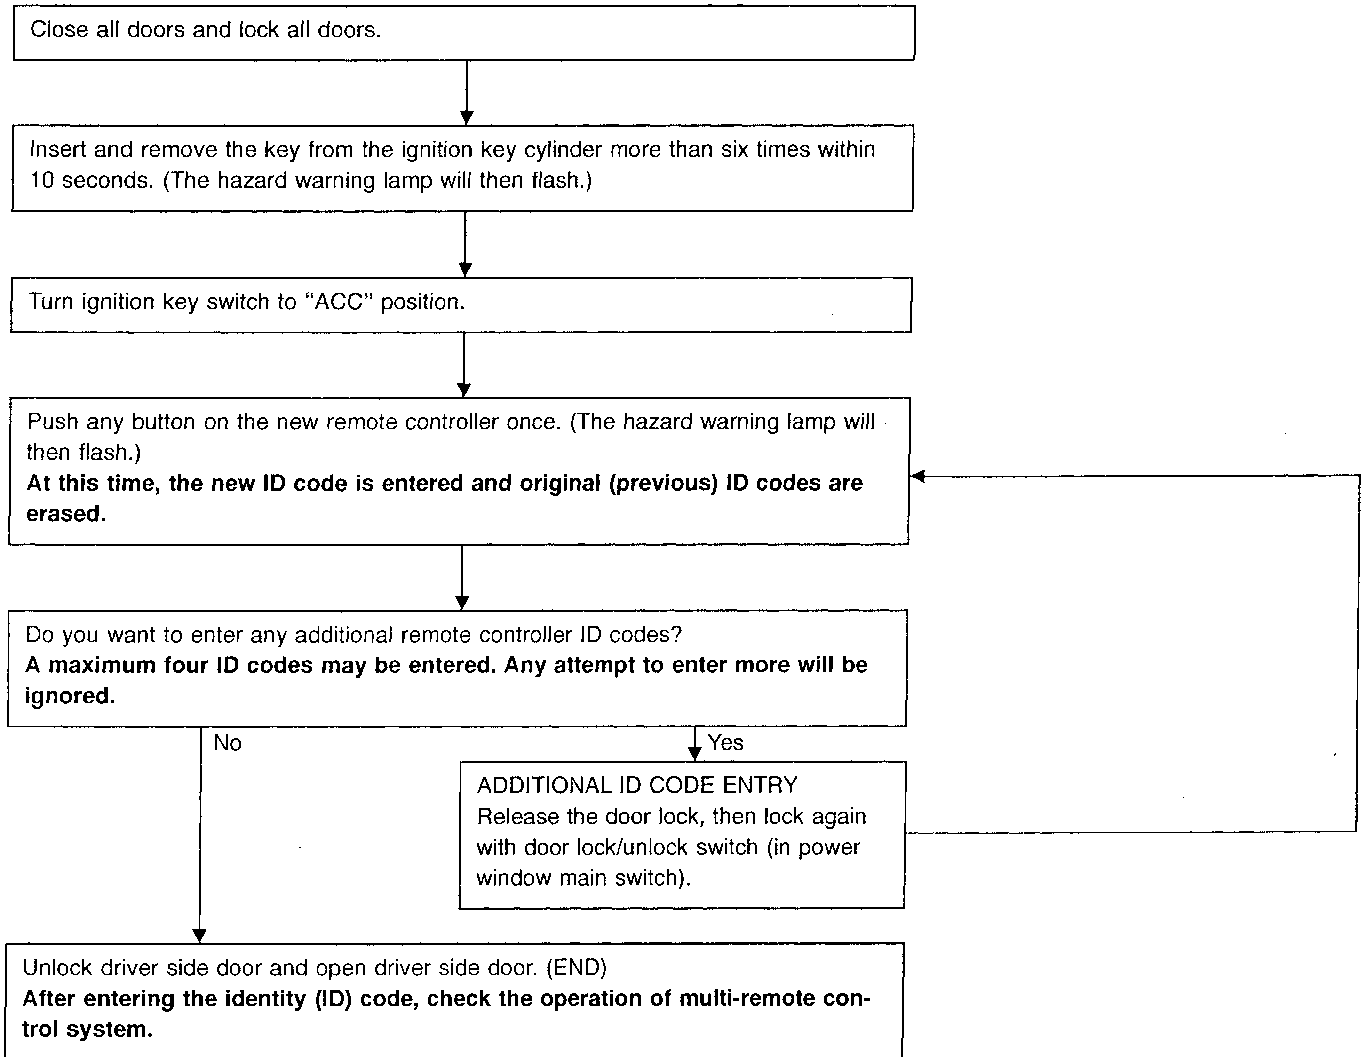 Close all doors and lock all doors.
Insert and remove the key from the ignition key cylinder more than six times within
10 seconds. (The hazard warning lamp will then flash.)
Turn ignition key switch to “ACC” position.
Push any button on the new remote controller once. (The hazard warning lamp will
then flash.)
At this time, the new ID code is entered and original (previous) ID codes are
erased.
Do you want to enter any additional remote controller ID codes?
A maximum four ID codes may be entered. Any attempt to enter more will be
ignored.
No
Yes
ADDITIONAL ID CODE ENTRY
Release the door lock, then lock again
with door lock/unlock switch (in power
window main switch).
Unlock driver side door and open driver side door. (END)
After entering the identity (ID) code, check the operation of multi-remote con-
trol system.